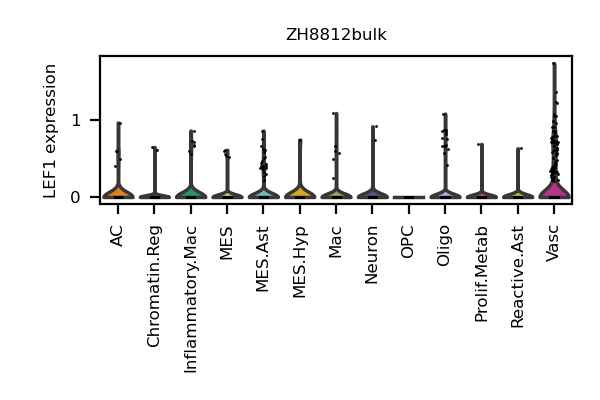 ZH8812bulk
LEF1 expression
1
0
AC
Chromatin.Reg
Inflammatory.Mac
MES
MES.Ast
MES.Hyp
Mac
Neuron
OPC
Oligo
Prolif.Metab
Reactive.Ast
Vasc